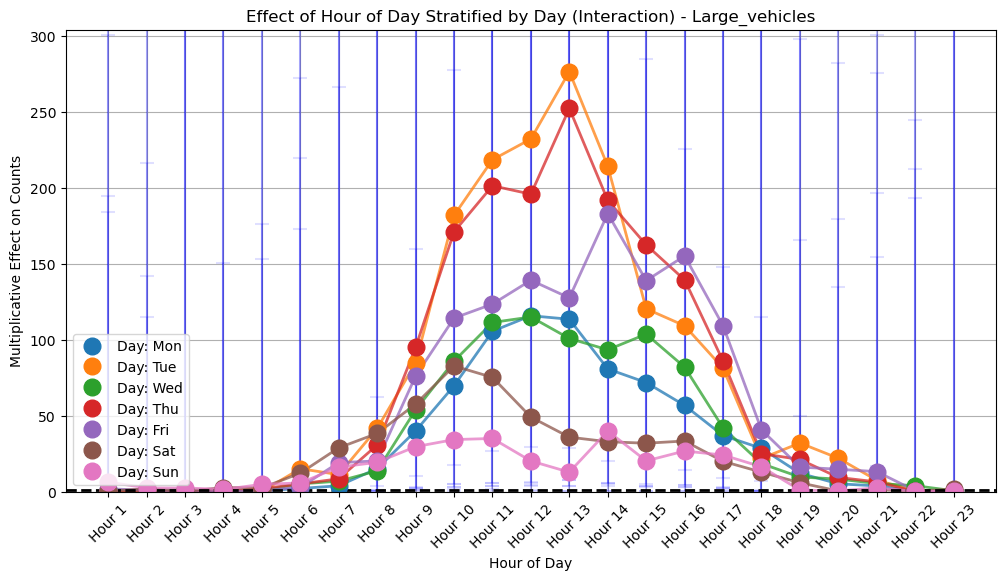 Effect of Hour of Day Stratified by Day (Interaction) - Large_vehicles
Multiplicative Effect on Counts
300
250
200
150
100
50
0
Day: Mon
Day: Tue
Day: Wed
Day: Thu
Day: Fri
Day: Sat
Day: Sun
Hour 1
Hour 2
Hour 3
Hour 4
Hour 5
Hour 6
Hour 7
Hour 8
Hour 9
Hour 10
Hour 11
Hour 12
Hour 13
Hour 14
Hour 15
Hour 16
Hour 17
Hour 18
Hour 19
Hour 20
Hour 21
Hour 22
Hour 23
Hour of Day